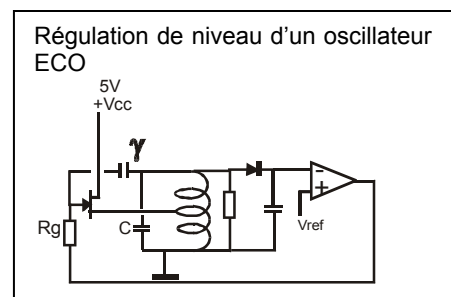 Régulation de niveau d'un oscillateur
ECO
5V
+Vcc
γ
-
+
Rg
C
Vref